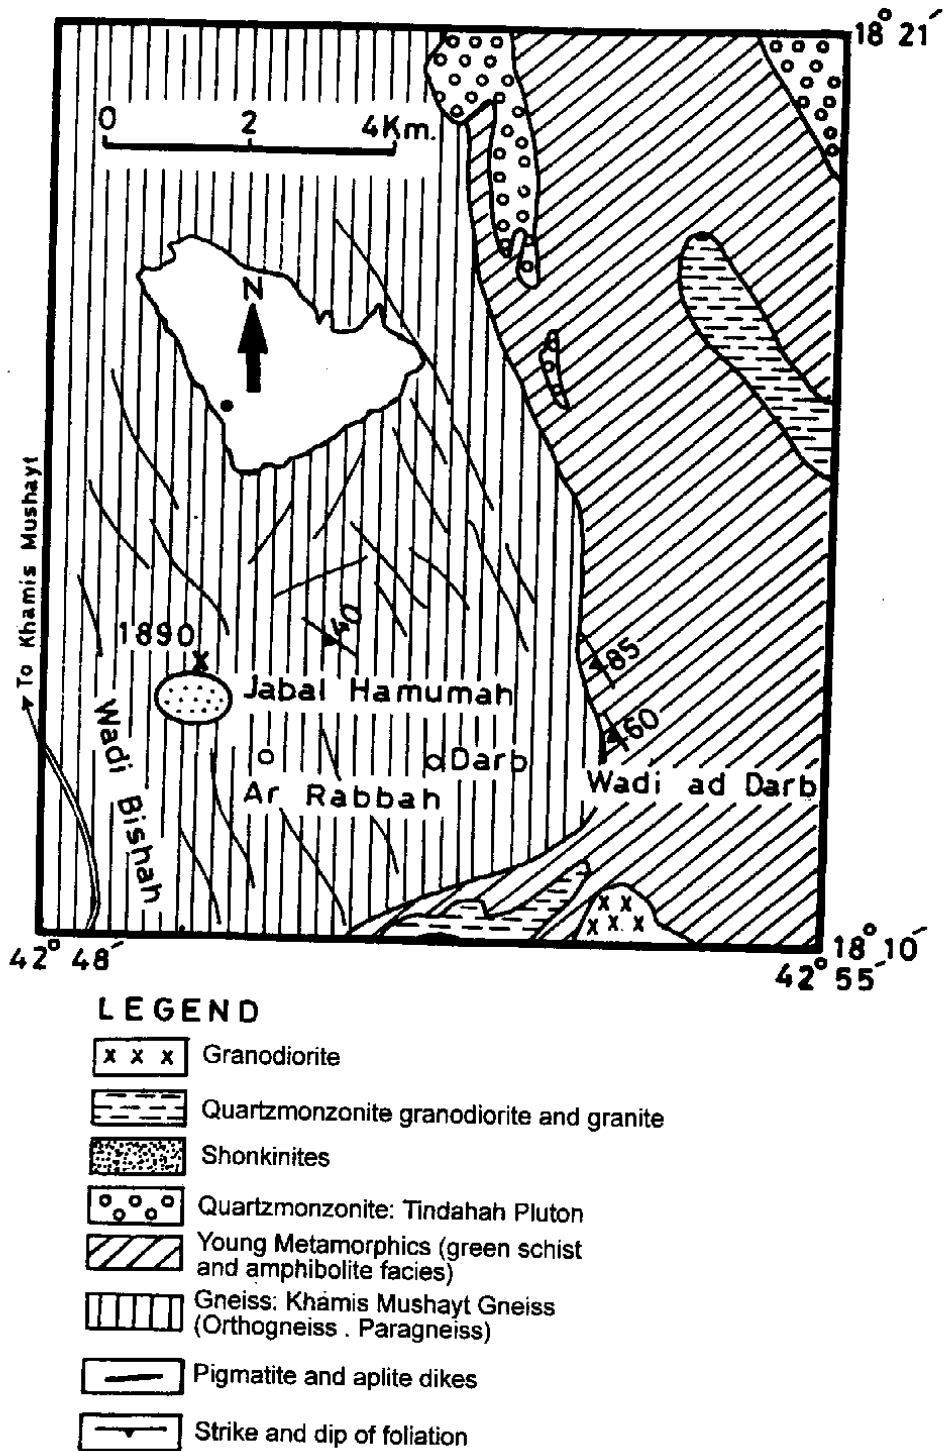 18° 21′
0 2 4Km.
N
To Khamis Mushayt
40
1890
x
85
Jabal Hamumah
60
Wadi Bishah
Darb
Wadi ad Darb
Ar Rabbah
18° 10′
42° 48′
42° 55′
LEGEND
x x x Granodiorite
Quartzmonzonite granodiorite and granite
Shonkinites
Quartzmonzonite: Tindahah Pluton
Young Metamorphics (green schist
and amphibolite facies)
Gneiss: Khamis Mushayt Gneiss
(Orthogneiss . Paragneiss)
Pigmatite and aplite dikes
Strike and dip of foliation